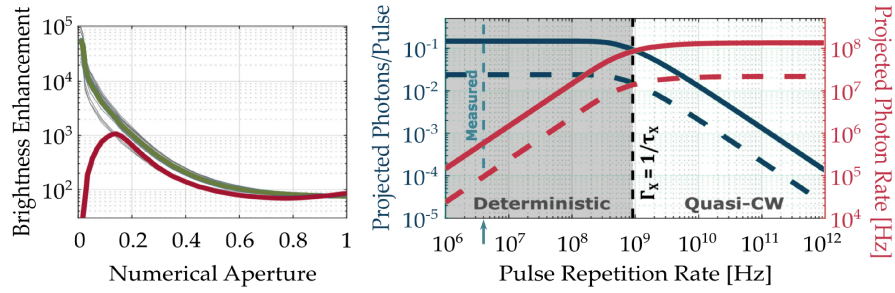 Brightness Enhancement
10^5
10^4
10^3
10^2
0 0.2 0.4 0.6 0.8 1
Numerical Aperture
Projected Photons/Pulse
10^-1
10^-2
10^-3
10^-4
10^-5
Measured
Deterministic
Γ_X = 1/τ_X
Quasi-CW
10^6 10^7 10^8 10^9 10^10 10^11 10^12
Pulse Repetition Rate [Hz]
10^8
10^7
10^6
10^5
10^4
Projected Photon
Rate [Hz]